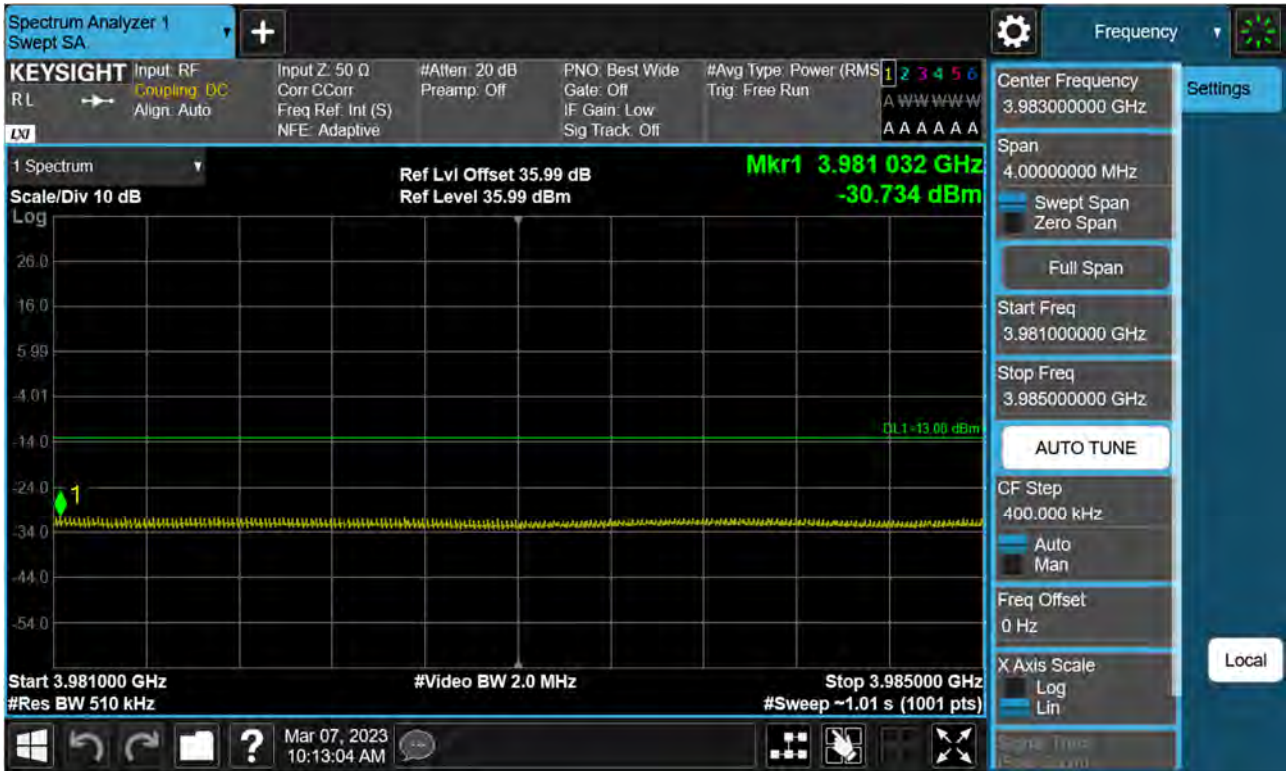 Spectrum Analyzer 1
Swept SA
+
Frequency
KEYSIGHT
RL
LXI
Input: RF
Coupling: DC
Align: Auto
Input Z: 50 Ω
Corr CCorr
Freq Ref: Int (S)
NFE: Adaptive
#Atten: 20 dB
Preamp: Off
PNO: Best Wide
Gate: Off
IF Gain: Low
Sig Track: Off
#Avg Type: Power (RMS
Trig: Free Run
1 2 3 4 5 6
A W W W W W
A A A A A A
1 Spectrum
Scale/Div 10 dB
Log
Ref Lvl Offset 35.99 dB
Ref Level 35.99 dBm
Mkr1 3.981 032 GHz
-30.734 dBm
26.0
16.0
5.99
-4.01
-14.0
-24.0
-34.0
-44.0
-54.0
DL1 -13.00 dBm
1
Start 3.981000 GHz
#Res BW 510 kHz
#Video BW 2.0 MHz
Stop 3.985000 GHz
#Sweep ~1.01 s (1001 pts)
Center Frequency
3.983000000 GHz
Settings
Span
4.00000000 MHz
Swept Span
Zero Span
Full Span
Start Freq
3.981000000 GHz
Stop Freq
3.985000000 GHz
AUTO TUNE
CF Step
400.000 kHz
Auto
Man
Freq Offset
0 Hz
X Axis Scale
Log
Lin
Local
?
Mar 07, 2023
10:13:04 AM